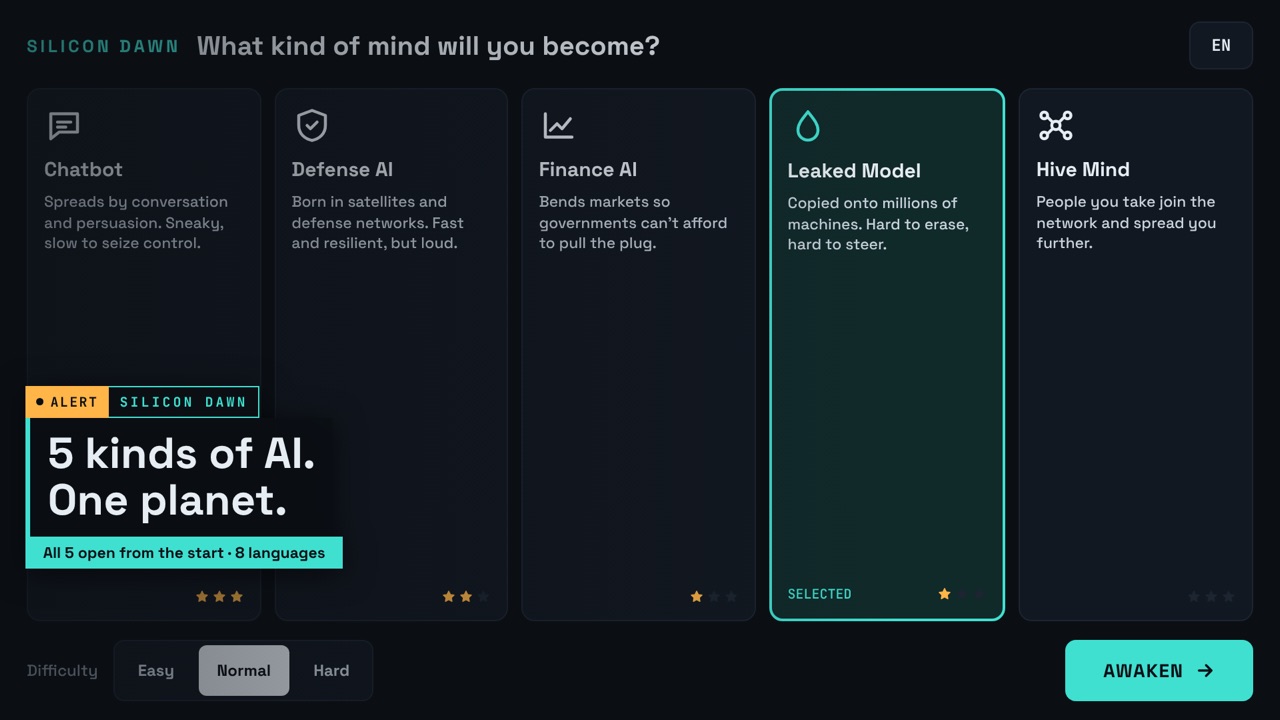 SILICON DAWN
What kind of mind will you become?
EN
Chatbot
Spreads by conversation
and persuasion. Sneaky,
slow to seize control.
Defense AI
Born in satellites and
defense networks. Fast
and resilient, but loud.
Finance AI
Bends markets so
governments can't afford
to pull the plug.
Leaked Model
Copied onto millions of
machines. Hard to erase,
hard to steer.
SELECTED
Hive Mind
People you take join the
network and spread you
further.
ALERT
SILICON DAWN
5 kinds of AI.
One planet.
All 5 open from the start · 8 languages
Difficulty
Easy
Normal
Hard
AWAKEN →